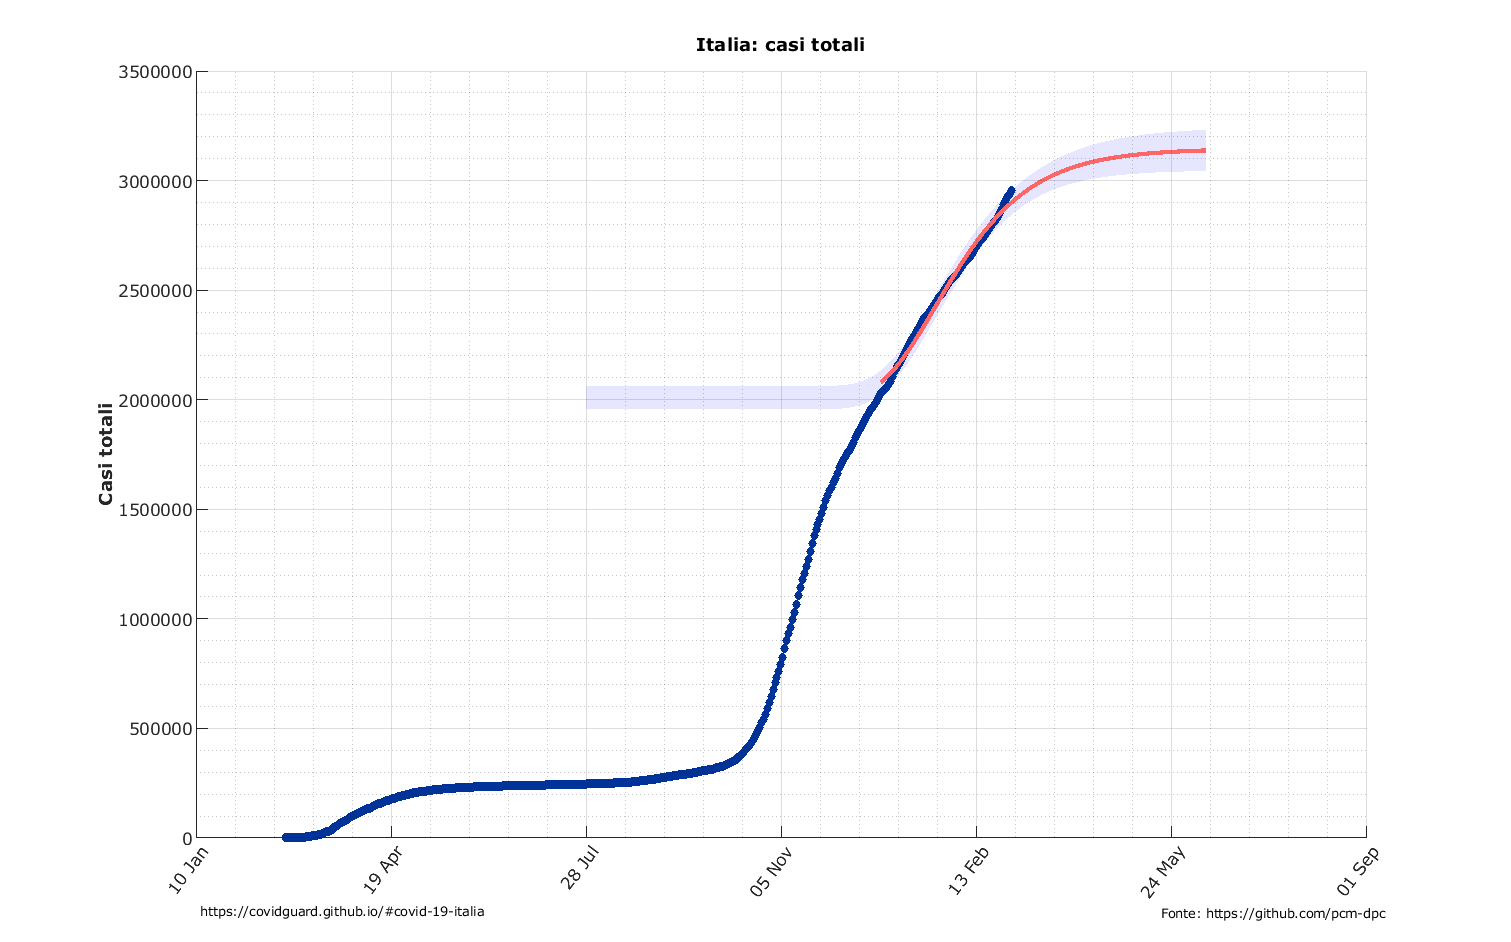 Italia: casi totali
3500000
3000000
2500000
2000000
1500000
1000000
500000
0
Casi totali
10 Jan
19 Apr
28 Jul
05 Nov
13 Feb
24 May
01 Sep
https://covidguard.github.io/#covid-19-italia
Fonte: https://github.com/pcm-dpc